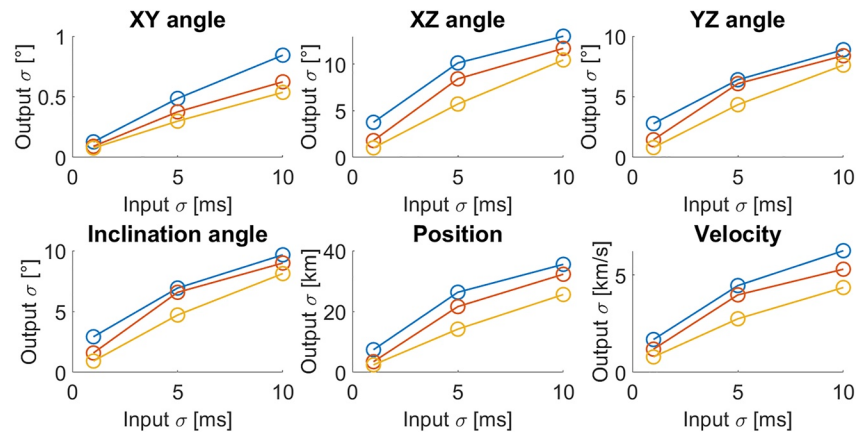 XY angle
Output σ [°]
1
0.5
0
0
5
10
Input σ [ms]
XZ angle
Output σ [°]
10
5
0
0
5
10
Input σ [ms]
YZ angle
Output σ [°]
10
5
0
0
5
10
Input σ [ms]
Inclination angle
Output σ [°]
10
5
0
0
5
10
Input σ [ms]
Position
Output σ [km]
40
20
0
0
5
10
Input σ [ms]
Velocity
Output σ [km/s]
5
0
0
5
10
Input σ [ms]